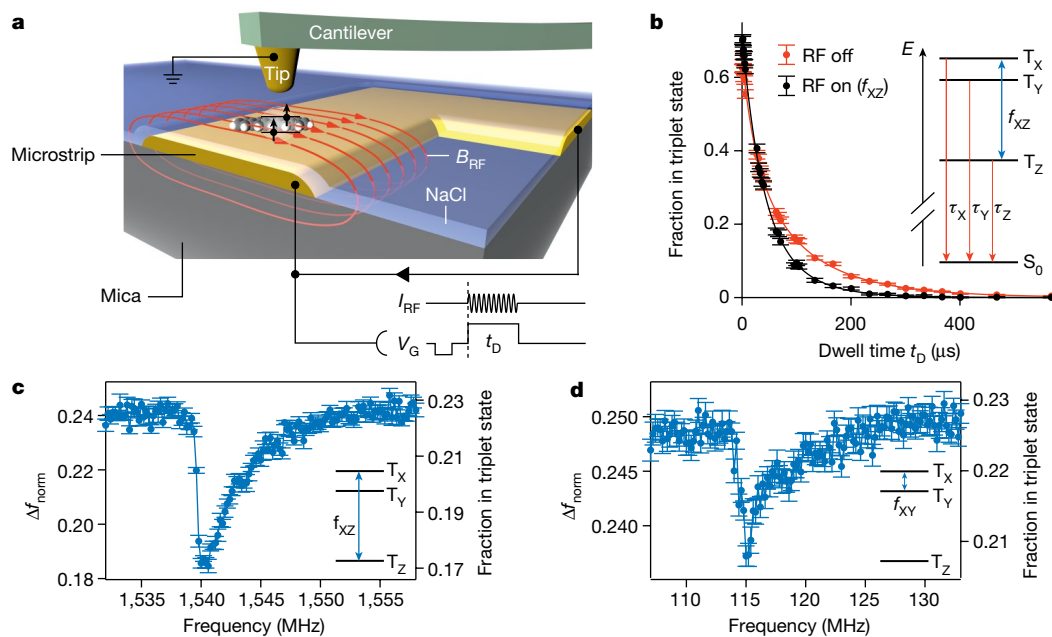 a
Cantilever
Tip
Microstrip
B_RF
NaCl
Mica
I_RF
V_G
t_D
b
Fraction in triplet state
0.6
0.4
0.2
0
0
200
400
Dwell time t_D (μs)
RF off
RF on (f_XZ)
E
T_X
T_Y
f_XZ
T_Z
τ_X
τ_Y
τ_Z
S_0
c
Δf_norm
0.24
0.22
0.20
0.18
1,535
1,540
1,545
1,550
1,555
Frequency (MHz)
0.23
0.21
0.19
0.17
Fraction in triplet state
T_X
T_Y
f_XZ
T_Z
d
Δf_norm
0.250
0.245
0.240
110
115
120
125
130
Frequency (MHz)
0.23
0.22
0.21
Fraction in triplet state
T_X
f_XY
T_Y
T_Z